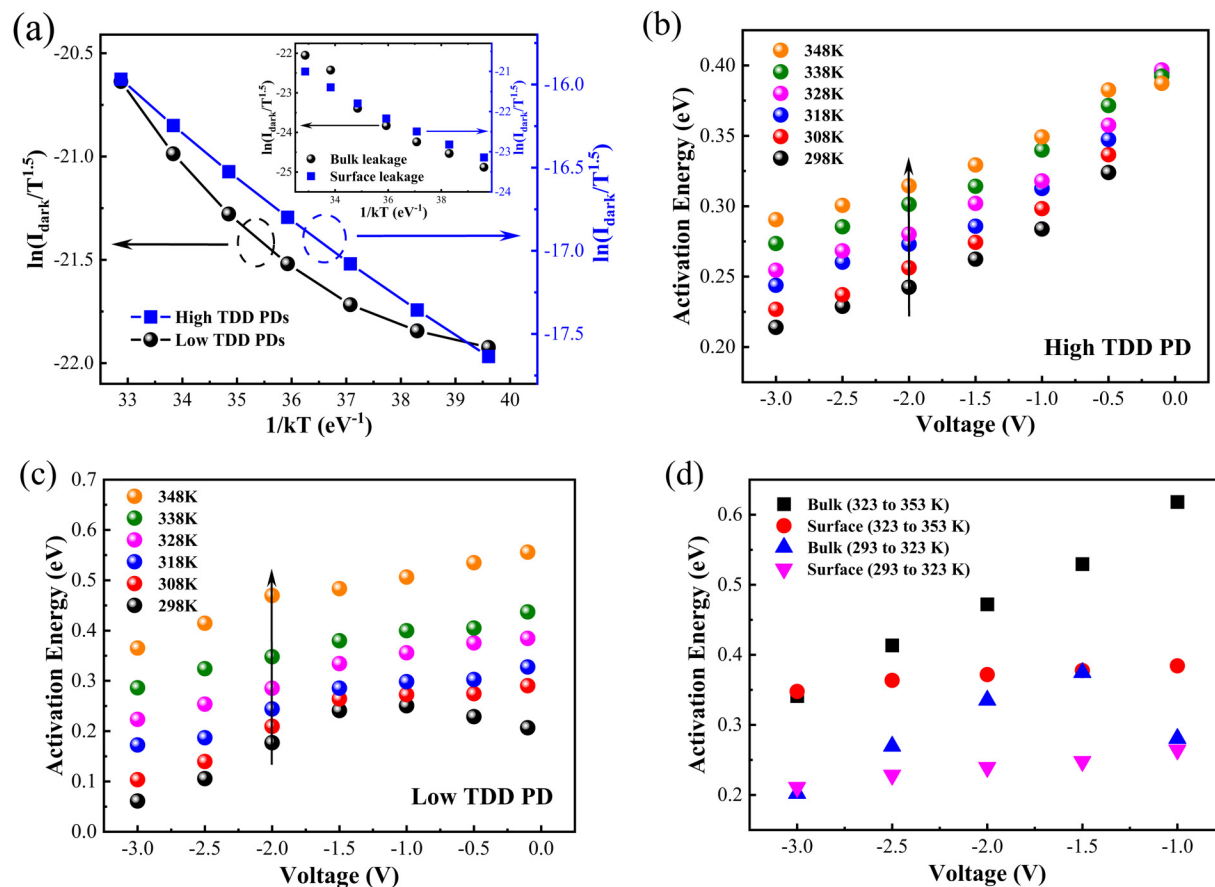 (a)
-20.5
-21.0
-21.5
-22.0
ln(I_dark/T^1.5)
33 34 35 36 37 38 39 40
1/kT (eV^-1)
-16.0
-16.5
-17.0
-17.5
ln(I_dark/T^1.5)
High TDD PDs
Low TDD PDs
-22
-23
-24
-25
ln(I_dark/T^1.5)
34 36 38
1/kT (eV^-1)
-21
-22
-23
-24
ln(I_dark/T^1.5)
Bulk leakage
Surface leakage
(b)
0.40
0.35
0.30
0.25
0.20
Activation Energy (eV)
348K
338K
328K
318K
308K
298K
High TDD PD
-3.0 -2.5 -2.0 -1.5 -1.0 -0.5 0.0
Voltage (V)
(c)
0.7
0.6
0.5
0.4
0.3
0.2
0.1
0.0
Activation Energy (eV)
348K
338K
328K
318K
308K
298K
Low TDD PD
-3.0 -2.5 -2.0 -1.5 -1.0 -0.5 0.0
Voltage (V)
(d)
0.6
0.5
0.4
0.3
0.2
Activation Energy (eV)
Bulk (323 to 353 K)
Surface (323 to 353 K)
Bulk (293 to 323 K)
Surface (293 to 323 K)
-3.0 -2.5 -2.0 -1.5 -1.0
Voltage (V)